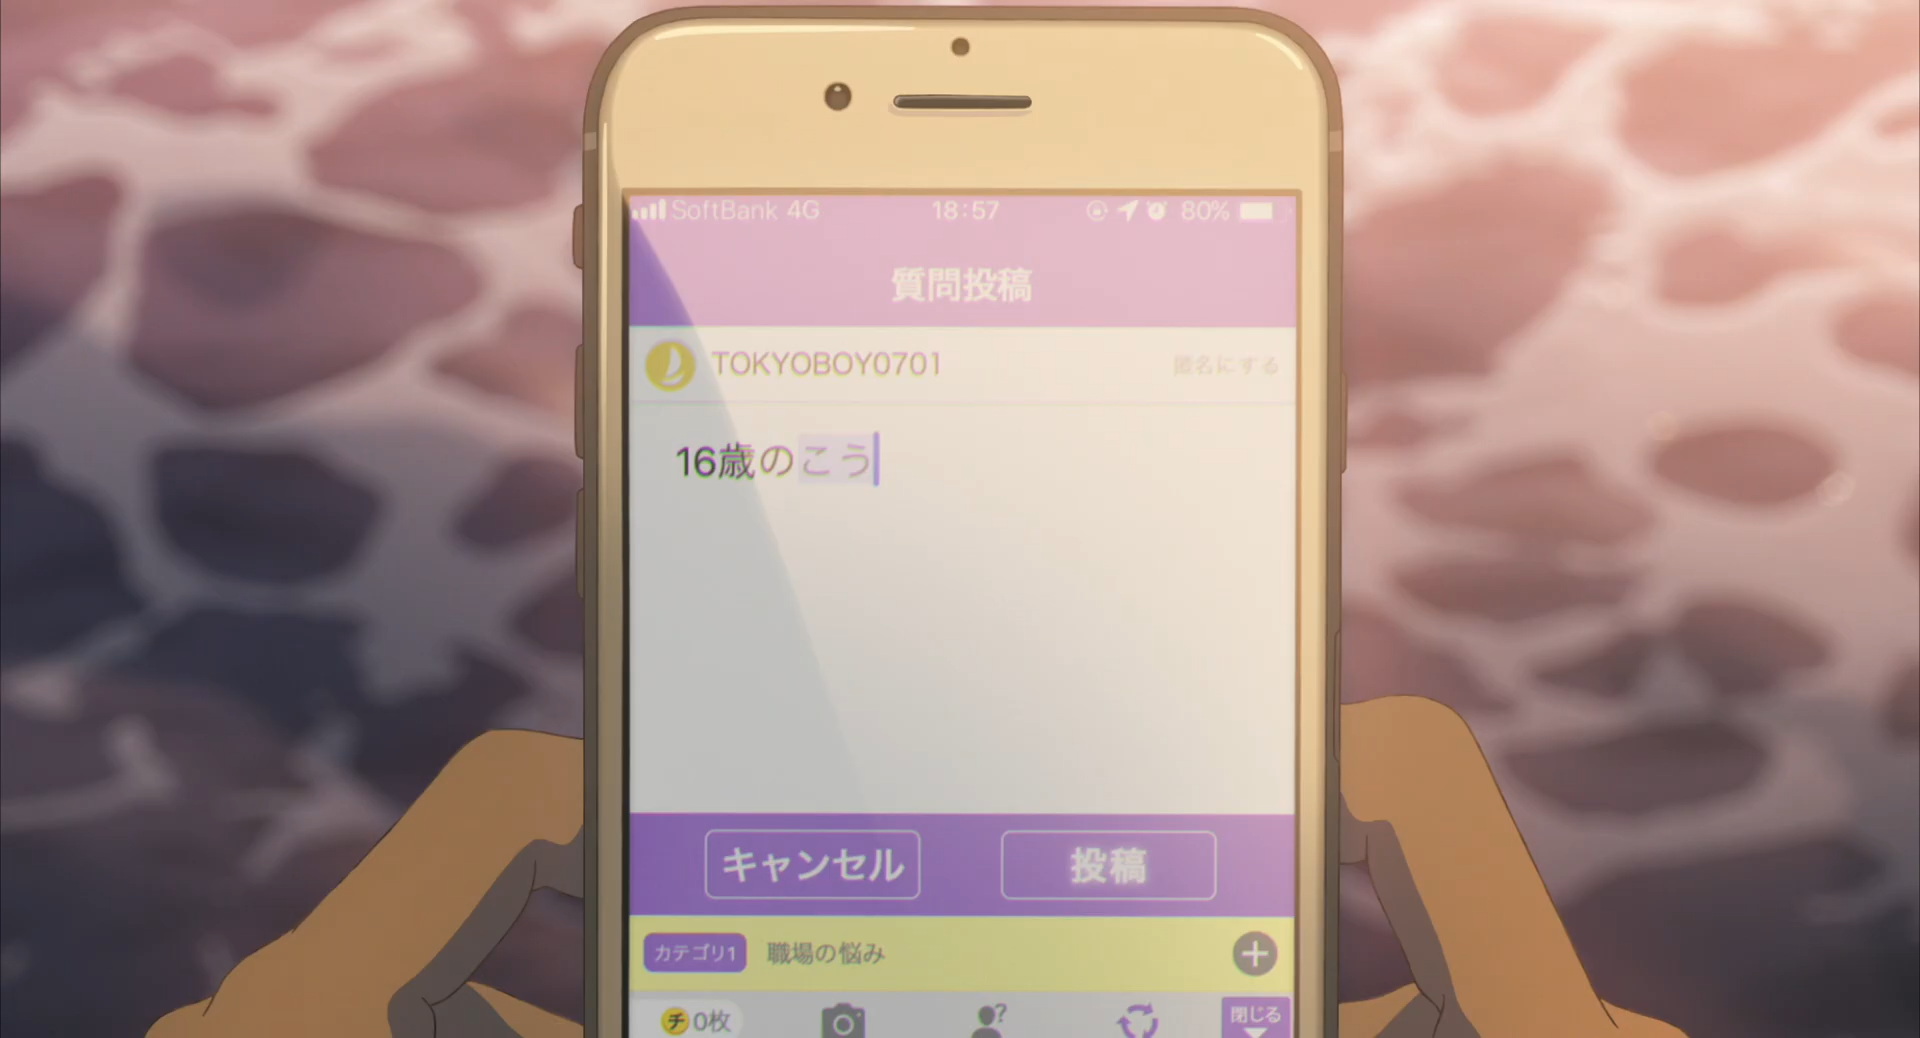 SoftBank 4G 18:57 80%
質問投稿
TOKYOBOY0701 匿名にする
16歳のこう
キャンセル 投稿
カテゴリ1 職場の悩み
チ 0枚 ? 閉じる